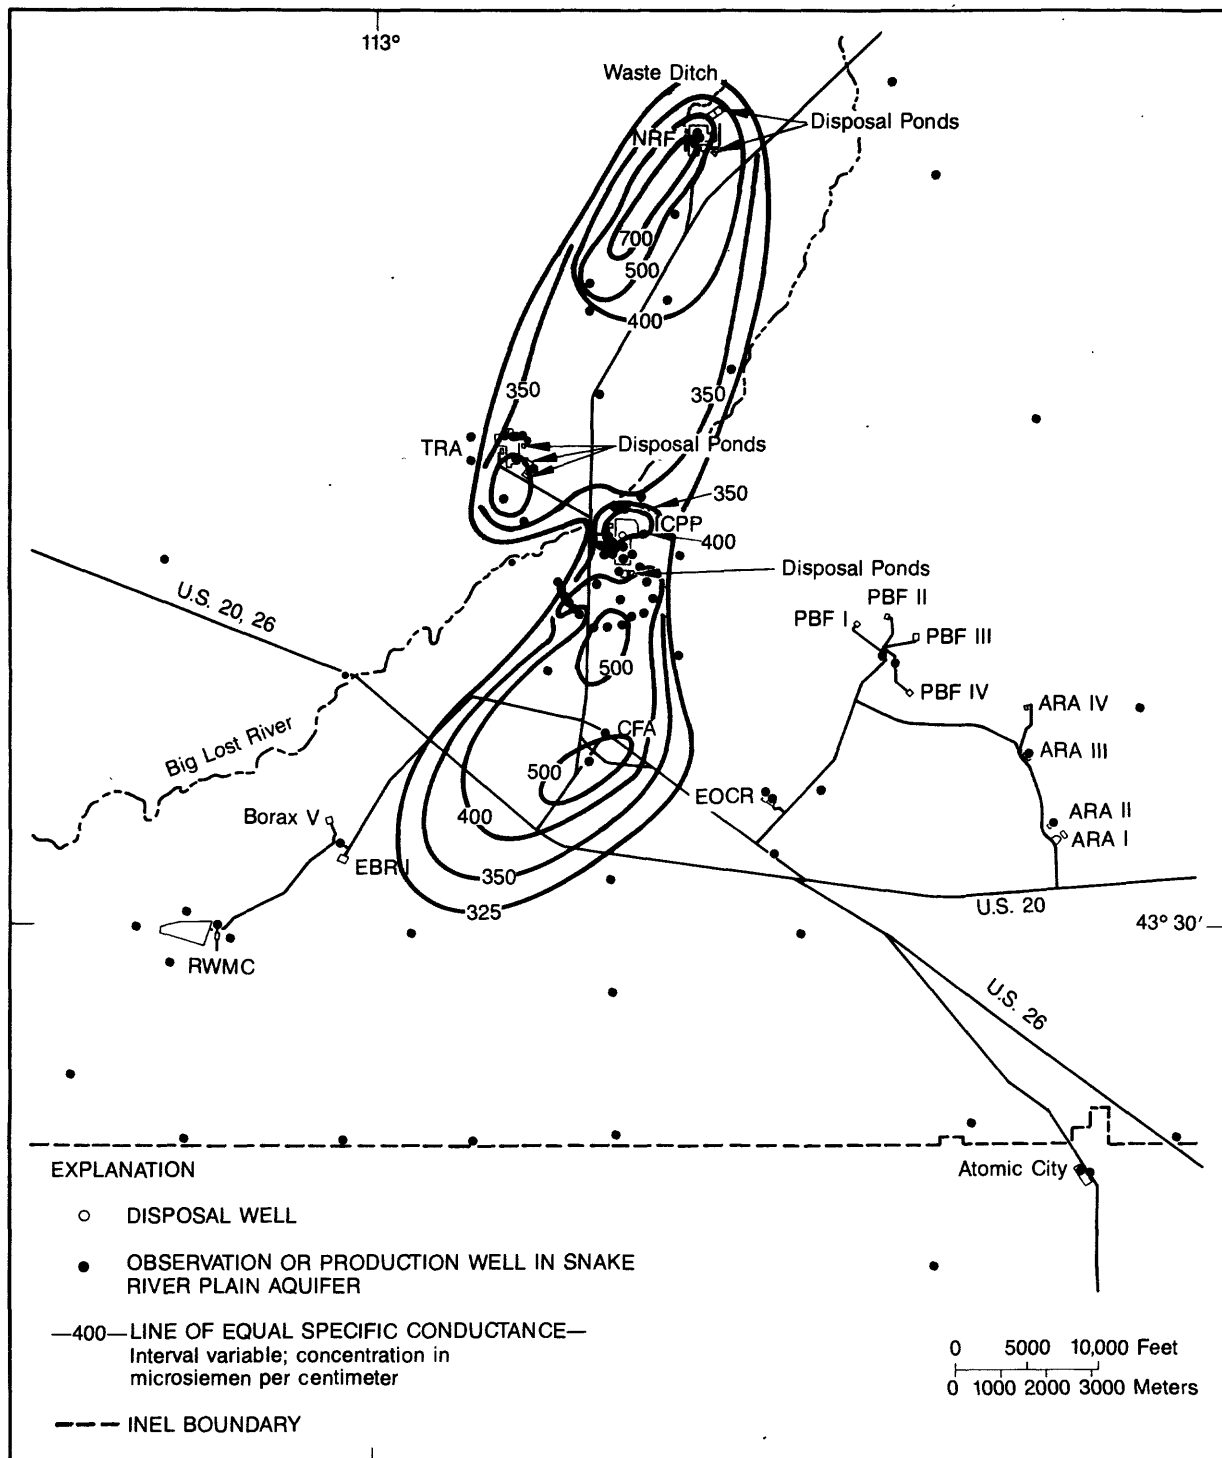 113°
Waste Ditch
Disposal Ponds
NRF
700
500
400
350
350
TRA
Disposal Ponds
350
ICPP
400
Disposal Ponds
U.S. 20, 26
PBF II
PBF I
PBF III
PBF IV
500
ARA IV
CFA
Big Lost River
ARA III
500
EOCR
Borax V
400
ARA II
ARA I
EBR I
350
325
U.S. 20
43° 30′
RWMC
U.S. 26
EXPLANATION
Atomic City
DISPOSAL WELL
OBSERVATION OR PRODUCTION WELL IN SNAKE
RIVER PLAIN AQUIFER
—400— LINE OF EQUAL SPECIFIC CONDUCTANCE—
Interval variable; concentration in
microsiemen per centimeter
INEL BOUNDARY
0 5000 10,000 Feet
0 1000 2000 3000 Meters